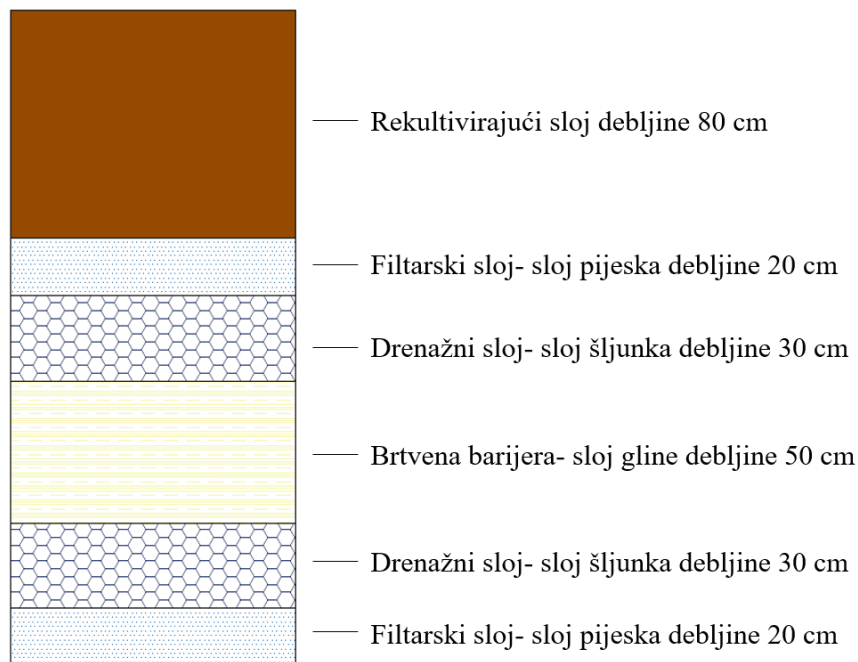 Rekultivirajući sloj debljine 80 cm
Filtarski sloj- sloj pijeska debljine 20 cm
Drenažni sloj- sloj šljunka debljine 30 cm
Brtvena barijera- sloj gline debljine 50 cm
Drenažni sloj- sloj šljunka debljine 30 cm
Filtarski sloj- sloj pijeska debljine 20 cm